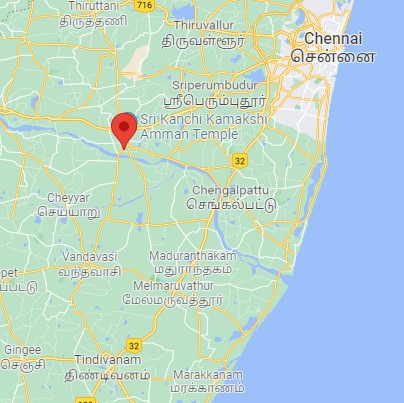 Thiruttani
திருத்தணி
716
Thiruvallur
திருவள்ளூர்
Chennai
சென்னை
Sriperumbudur
ஸ்ரீபெரும்புதூர்
Sri Kanchi Kamakshi
Amman Temple
32
Chengalpattu
செங்கல்பட்டு
Cheyyar
செய்யாறு
Vandavasi
வந்தவாசி
Maduranthakam
மதுராந்தகம்
Melmaruvathur
மேல்மருவத்தூர்
32
Gingee
செஞ்சி
Tindivanam
திண்டிவனம்
Marakkanam
மரக்காணம்